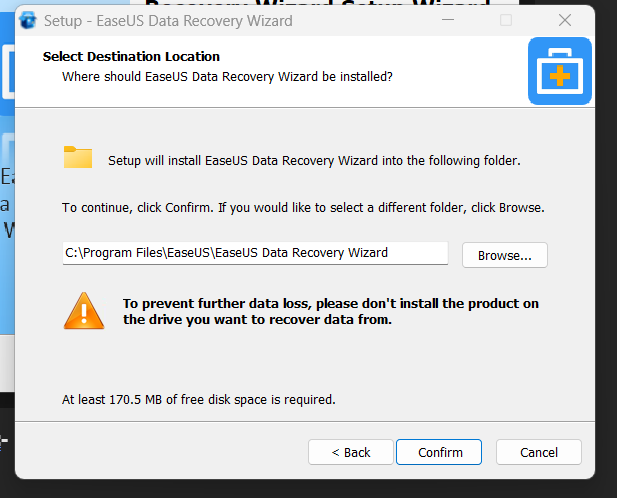 Recovery Wizard Setup Wizard
Setup - EaseUS Data Recovery Wizard
Select Destination Location
Where should EaseUS Data Recovery Wizard be installed?
Setup will install EaseUS Data Recovery Wizard into the following folder.
To continue, click Confirm. If you would like to select a different folder, click Browse.
C:\Program Files\EaseUS\EaseUS Data Recovery Wizard
Browse...
To prevent further data loss, please don't install the product on
the drive you want to recover data from.
At least 170.5 MB of free disk space is required.
< Back
Confirm
Cancel